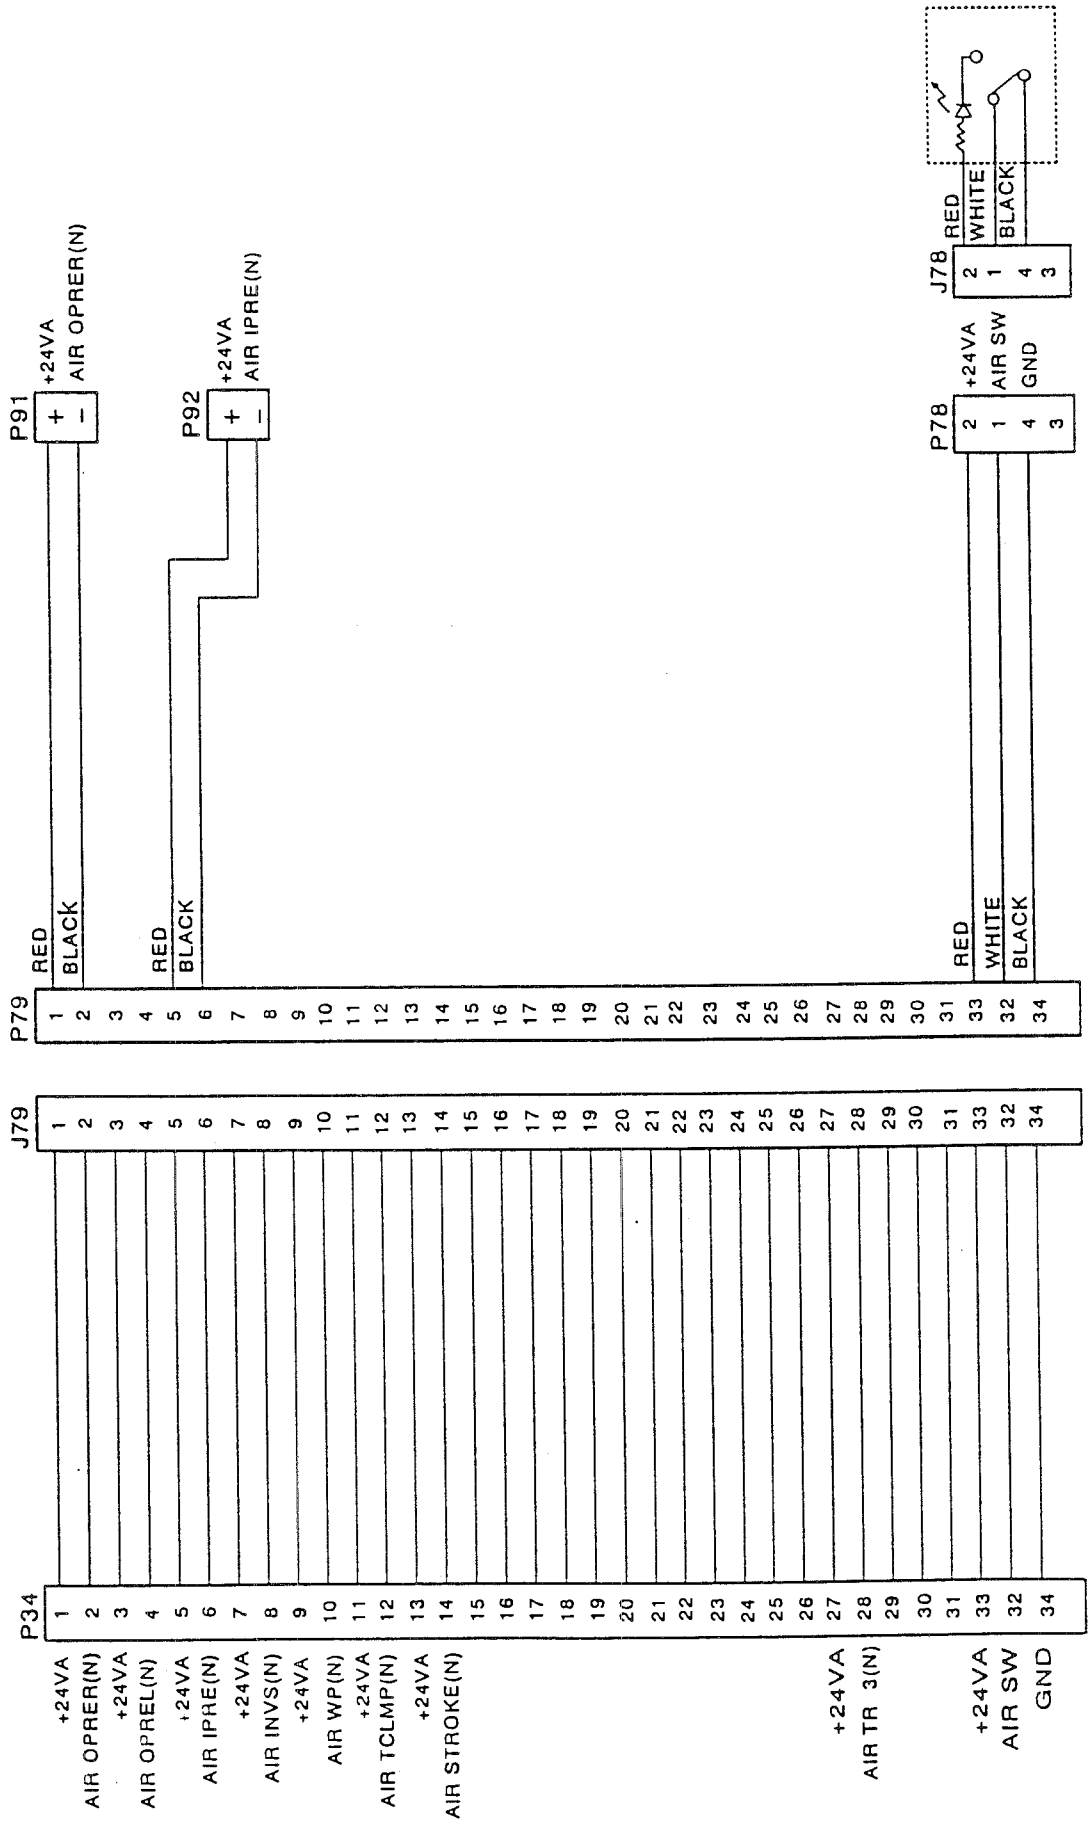 P34
+24VA 1
AIR OPRER(N) 2
+24VA 3
AIR OPREL(N) 4
+24VA 5
AIR IPRE(N) 6
+24VA 7
AIR INVS(N) 8
+24VA 9
AIR WP(N) 10
+24VA 11
AIR TCLMP(N) 12
+24VA 13
AIR STROKE(N) 14
15
16
17
18
19
20
21
22
23
24
25
26
+24VA 27
AIR TR 3(N) 28
29
30
31
+24VA 33
AIR SW 32
GND 34
J79
1
2
3
4
5
6
7
8
9
10
11
12
13
14
15
16
17
18
19
20
21
22
23
24
25
26
27
28
29
30
31
33
32
34
P79
1 RED
2 BLACK
3
4
5 RED
6 BLACK
7
8
9
10
11
12
13
14
15
16
17
18
19
20
21
22
23
24
25
26
27
28
29
30
31
33 RED
32 WHITE
34 BLACK
P91
+ +24VA
− AIR OPRER(N)
P92
+ +24VA
− AIR IPRE(N)
P78
2 +24VA
1 AIR SW
4 GND
3
J78
2 RED
1 WHITE
4 BLACK
3